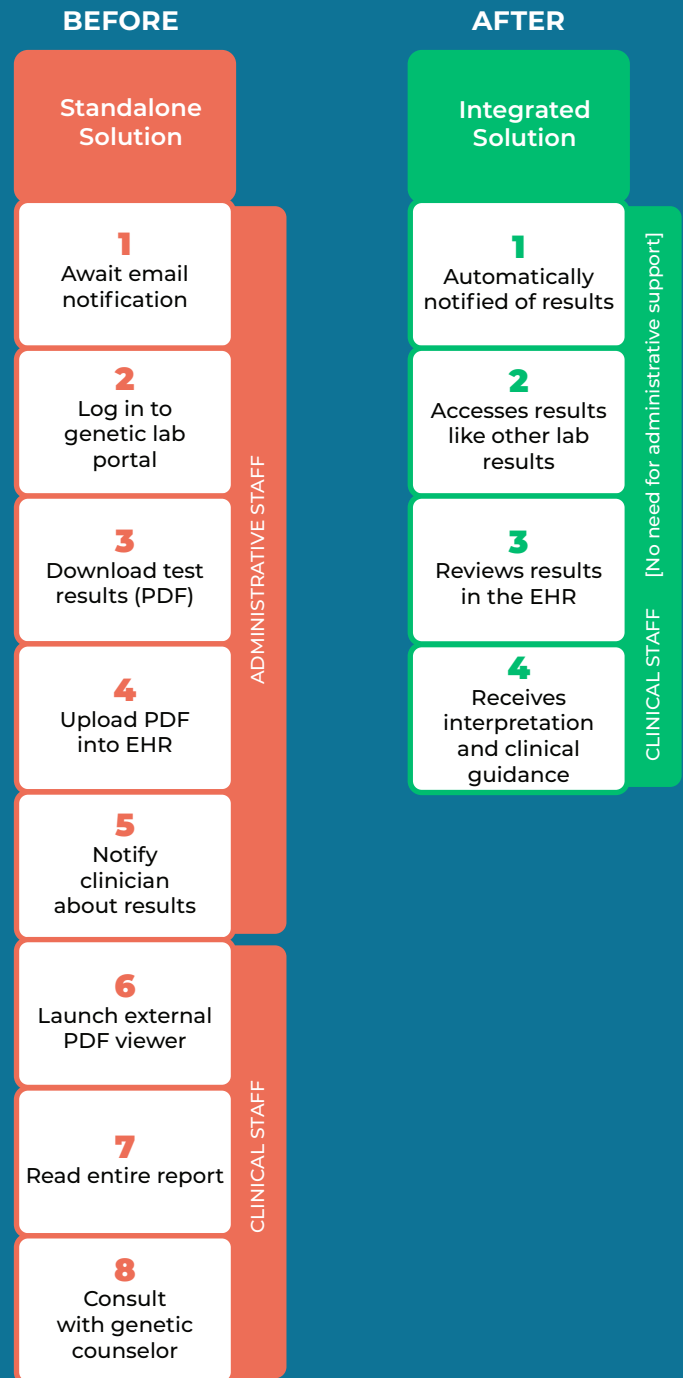 BEFORE
Standalone
Solution
1
Await email
notification
2
Log in to
genetic lab
portal
3
Download test
results (PDF)
4
Upload PDF
into EHR
5
Notify
clinician
about results
ADMINISTRATIVE STAFF
6
Launch external
PDF viewer
7
Read entire report
8
Consult
with genetic
counselor
CLINICAL STAFF
AFTER
Integrated
Solution
1
Automatically
notified of results
2
Accesses results
like other lab
results
3
Reviews results
in the EHR
4
Receives
interpretation
and clinical
guidance
CLINICAL STAFF [No need for administrative support]